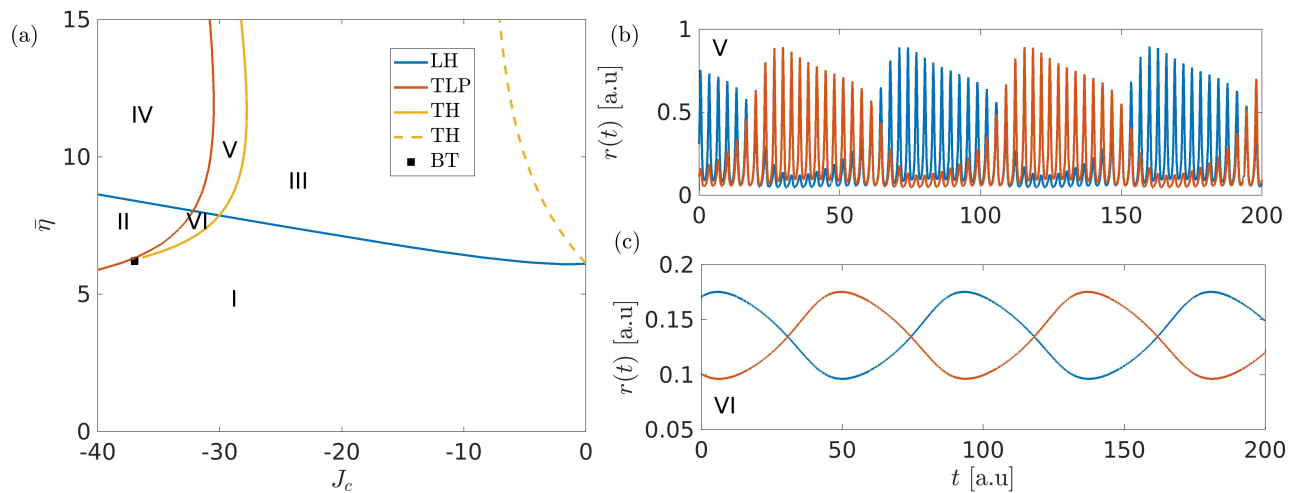 (a)
15
10
5
0
η̄
-40
-30
-20
-10
0
J_c
IV
V
III
II
VI
I
LH
TLP
TH
TH
BT
(b)
V
1
0.5
0
r(t) [a.u]
0
50
100
150
200
(c)
VI
0.2
0.15
0.1
0.05
r(t) [a.u]
0
50
100
150
200
t [a.u]